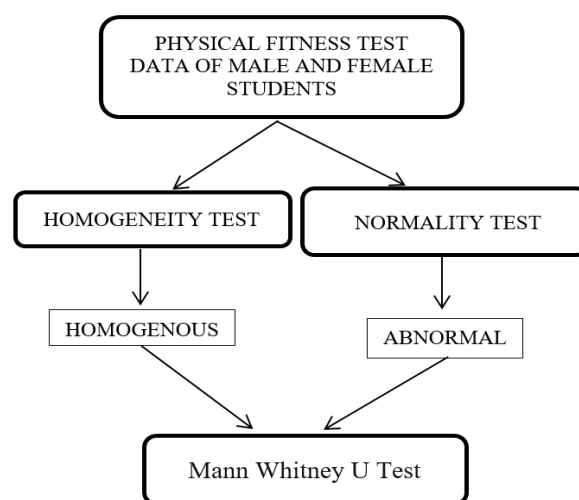 PHYSICAL FITNESS TEST
DATA OF MALE AND FEMALE
STUDENTS
HOMOGENEITY TEST
NORMALITY TEST
HOMOGENOUS
ABNORMAL
Mann Whitney U Test